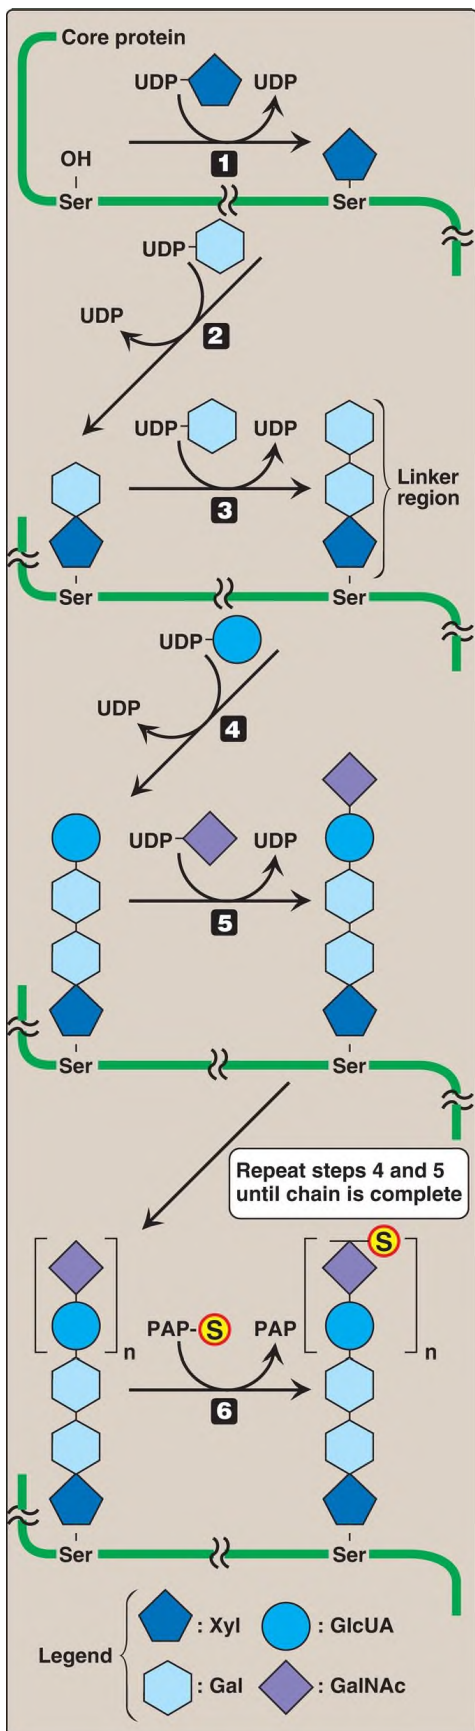 Core protein
UDP UDP
OH
1
Ser Ser
UDP
UDP
2
UDP UDP
Linker
region
3
Ser Ser
UDP
UDP
4
UDP UDP
5
Ser Ser
Repeat steps 4 and 5
until chain is complete
S
PAP-S PAP
n n
6
Ser Ser
: Xyl : GlcUA
Legend
: Gal : GalNAc